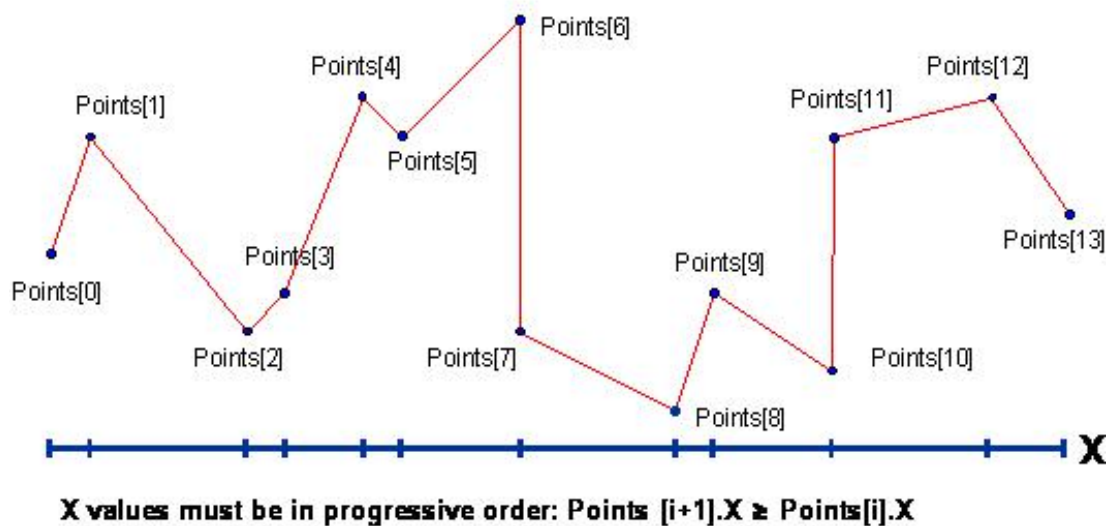 Points[6]
Points[4]
Points[12]
Points[1]
Points[11]
Points[5]
Points[3]
Points[13]
Points[9]
Points[0]
Points[2]
Points[7]
Points[10]
Points[8]
X
X values must be in progressive order: Points [i+1].X ≥ Points[i].X